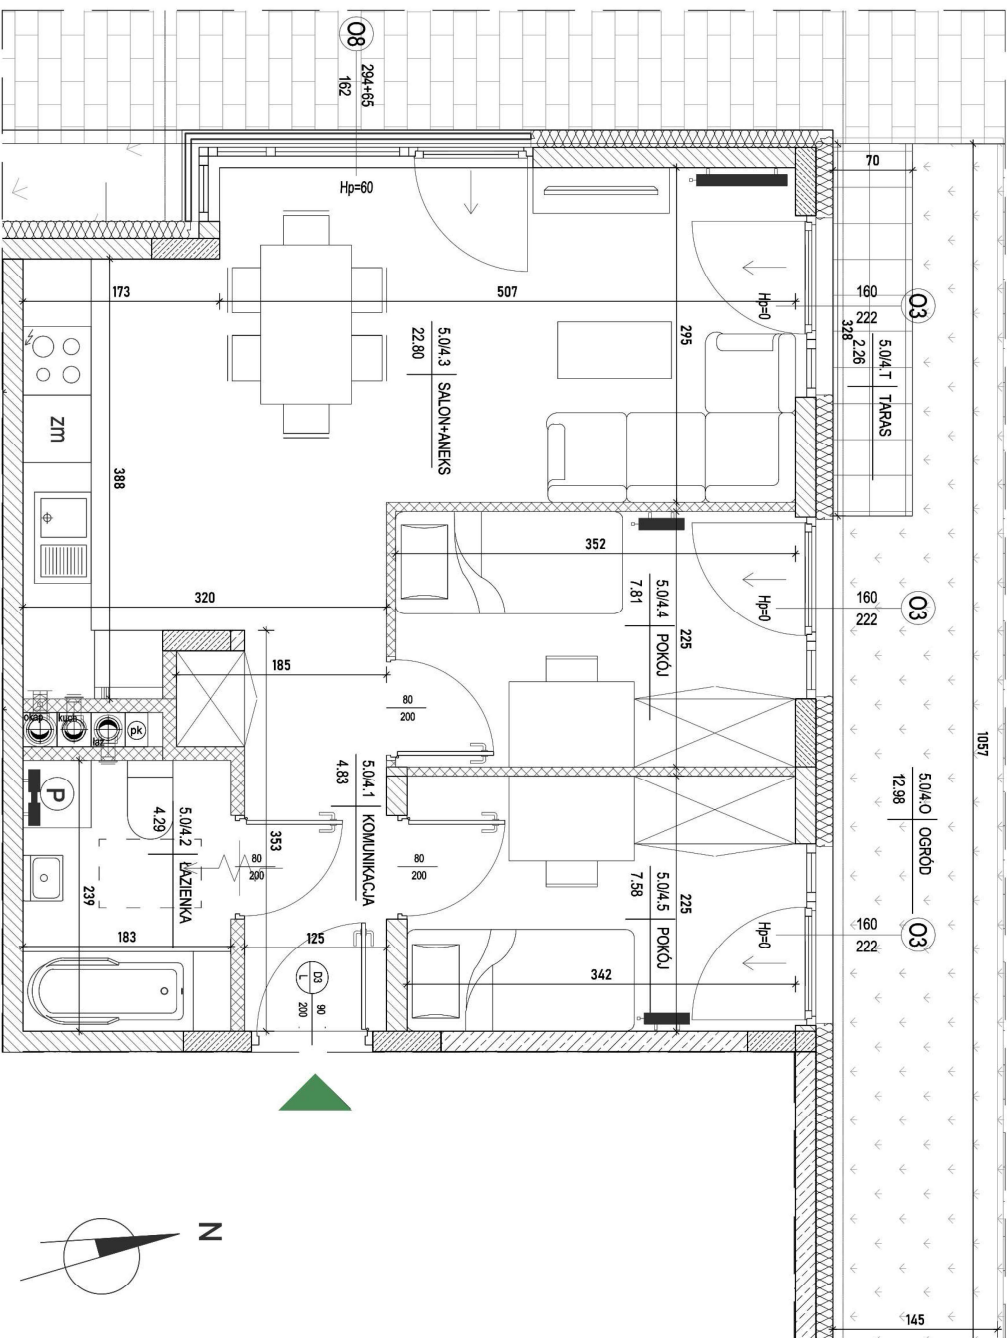 O8
294+65
162
Hp=60
70
173
507
160
222
O3
Hp=0
328
5.0/4.T TARAS
2.26
295
5.0/4.3 SALON+ANEKS
22.80
zm
388
352
320
5.0/4.4 POKÓJ
7.81
225
160
222
O3
Hp=0
185
80
200
okap
kuch
łaz
pk
1057
5.0/4.1 KOMUNIKACJA
4.83
5.0/4.O OGRÓD
12.98
P
5.0/4.2 ŁAZIENKA
4.29
353
80
200
80
200
5.0/4.5 POKÓJ
7.58
225
160
222
O3
Hp=0
239
183
125
342
D3
L
90
200
N
145